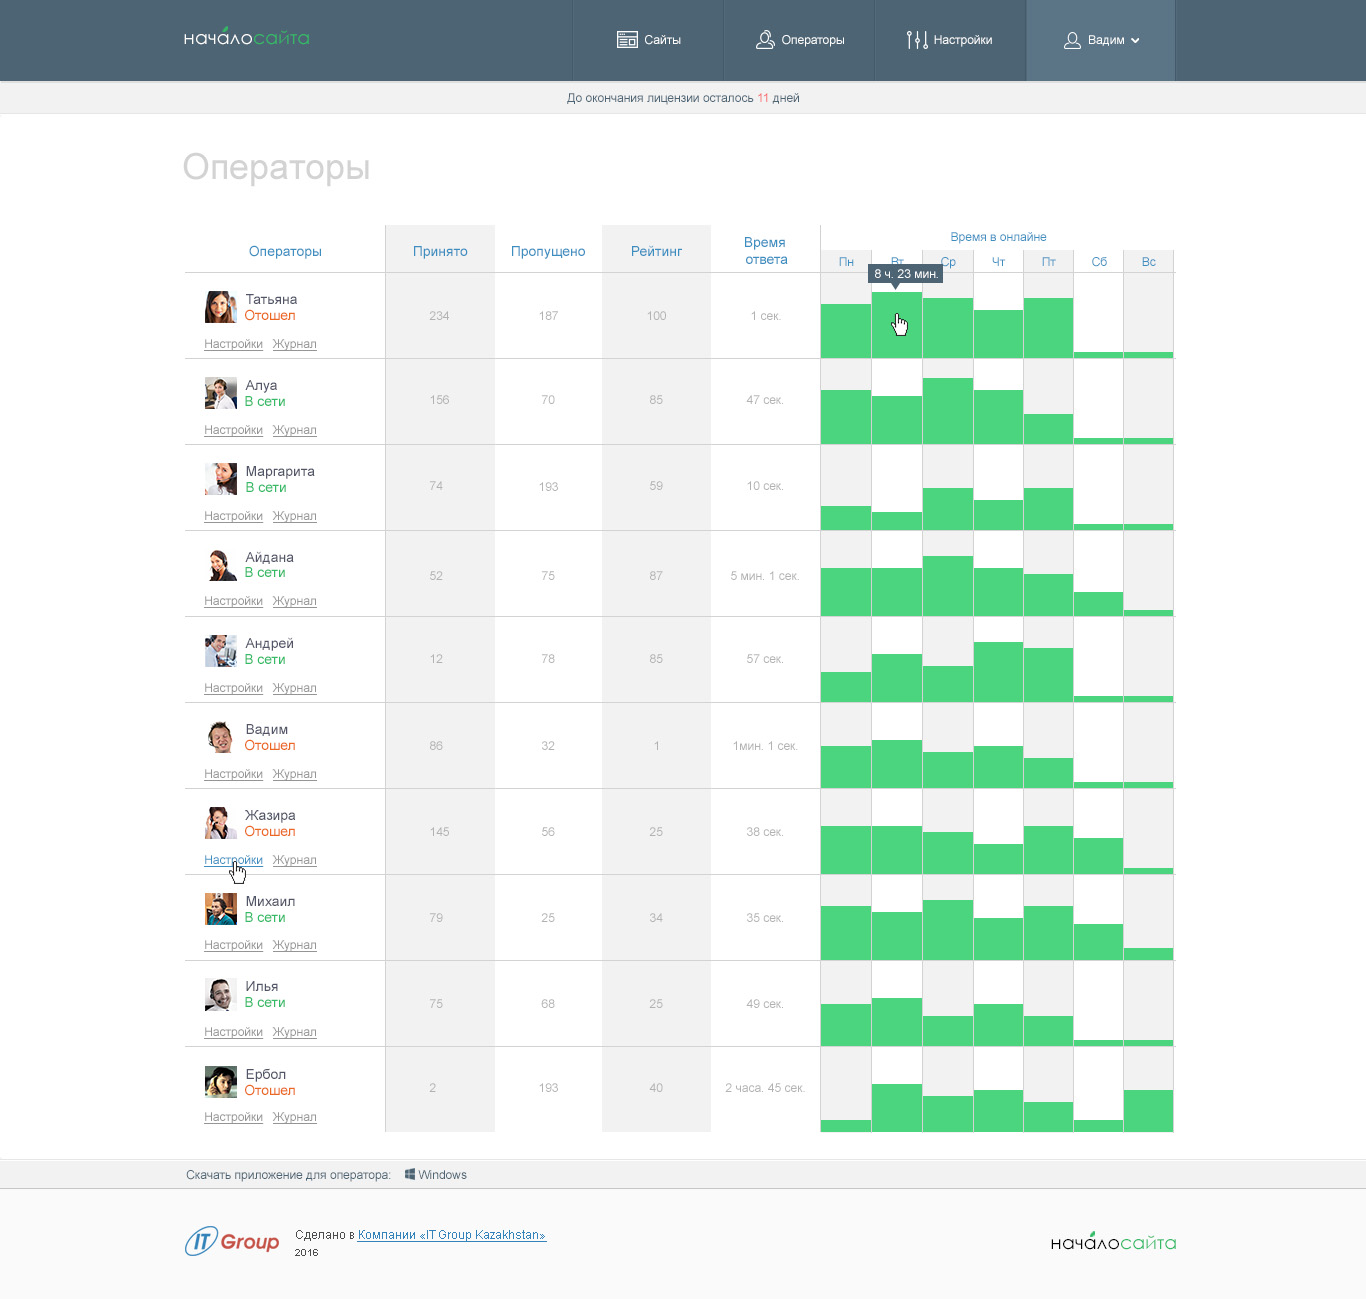 началосайта
Сайты
Операторы
Настройки
Вадим
До окончания лицензии осталось 11 дней
Операторы
Операторы
Принято
Пропущено
Рейтинг
Время
ответа
Время в онлайне
Пн Вт Ср Чт Пт Сб Вс
8 ч. 23 мин.
Татьяна
Отошел
234 187 100 1 сек.
Настройки Журнал
Алуа
В сети
156 70 85 47 сек.
Настройки Журнал
Маргарита
В сети
74 193 59 10 сек.
Настройки Журнал
Айдана
В сети
52 75 87 5 мин. 1 сек.
Настройки Журнал
Андрей
В сети
12 78 85 57 сек.
Настройки Журнал
Вадим
Отошел
86 32 1 1мин. 1 сек.
Настройки Журнал
Жазира
Отошел
145 56 25 38 сек.
Настройки Журнал
Михаил
В сети
79 25 34 35 сек.
Настройки Журнал
Илья
В сети
75 68 25 49 сек.
Настройки Журнал
Ербол
Отошел
2 193 40 2 часа. 45 сек.
Настройки Журнал
Скачать приложение для оператора: Windows
IT Group
Сделано в Компании «IT Group Kazakhstan»
2016
началосайта